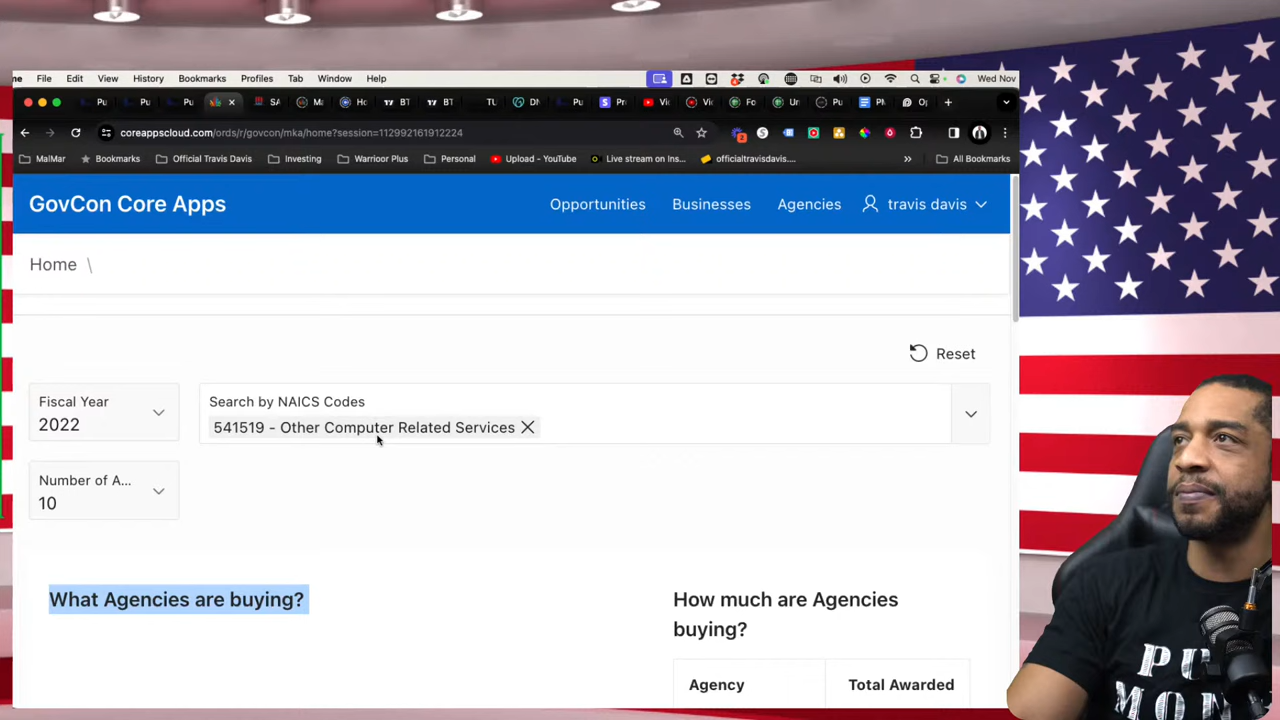 File Edit View History Bookmarks Profiles Tab Window Help
Wed Nov
coreappscloud.com/ords/r/govcon/mka/home?session=112992161912224
MalMar Bookmarks Official Travis Davis Investing Warrioor Plus Personal Upload - YouTube Live stream on Ins... officialtravisdavis.... » All Bookmarks
GovCon Core Apps
Opportunities Businesses Agencies travis davis
Home \
Reset
Fiscal Year
2022
Search by NAICS Codes
541519 - Other Computer Related Services
Number of A...
10
What Agencies are buying?
How much are Agencies
buying?
Agency Total Awarded